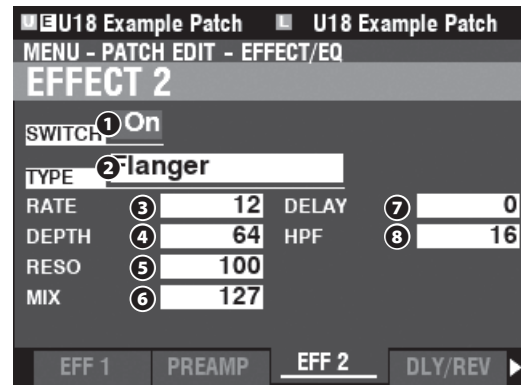 U E U18 Example Patch L U18 Example Patch
MENU - PATCH EDIT - EFFECT/EQ
EFFECT 2
SWITCH 1 On
TYPE 2 Flanger
RATE 3 12 DELAY 7 0
DEPTH 4 64 HPF 8 16
RESO 5 100
MIX 6 127
EFF 1 PREAMP EFF 2 DLY/REV